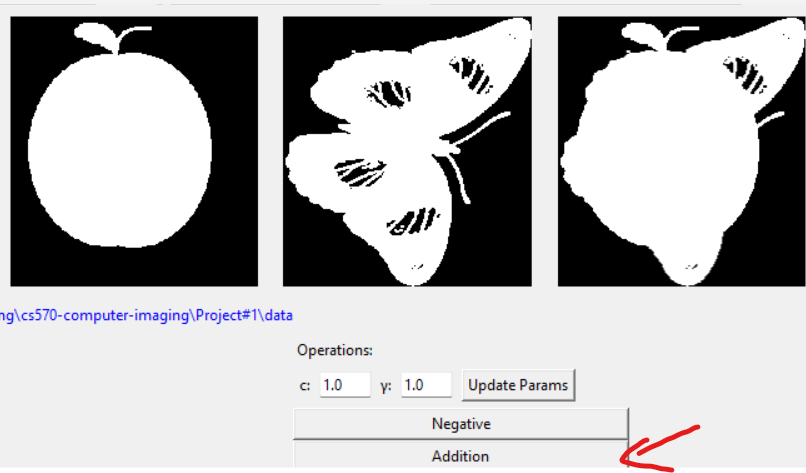 ng\cs570-computer-imaging\Project#1\data
Operations:
c: 1.0 y: 1.0 Update Params
Negative
Addition